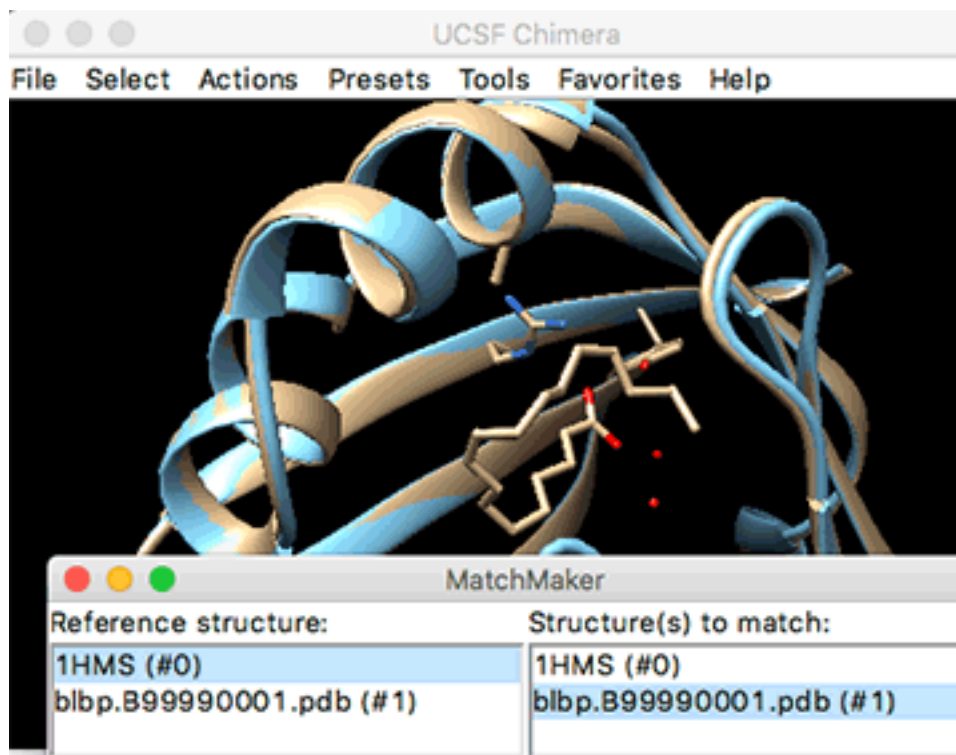 UCSF Chimera
File Select Actions Presets Tools Favorites Help
MatchMaker
Reference structure: Structure(s) to match:
1HMS (#0) 1HMS (#0)
blbp.B99990001.pdb (#1) blbp.B99990001.pdb (#1)